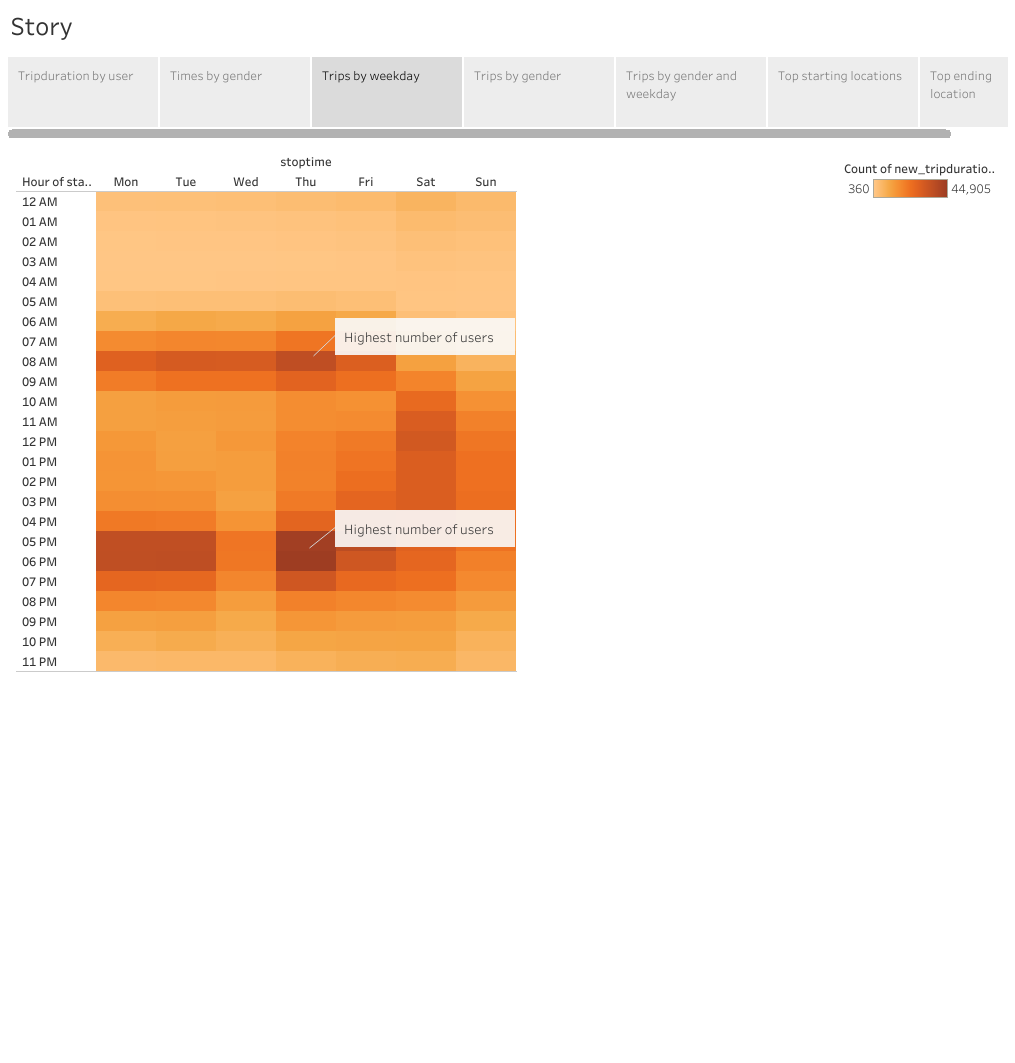 Story
Tripduration by user
Times by gender
Trips by weekday
Trips by gender
Trips by gender and
weekday
Top starting locations
Top ending
location
stoptime
Hour of sta.. Mon Tue Wed Thu Fri Sat Sun
Count of new_tripduratio..
360 44,905
12 AM
01 AM
02 AM
03 AM
04 AM
05 AM
06 AM
07 AM
Highest number of users
08 AM
09 AM
10 AM
11 AM
12 PM
01 PM
02 PM
03 PM
04 PM
Highest number of users
05 PM
06 PM
07 PM
08 PM
09 PM
10 PM
11 PM